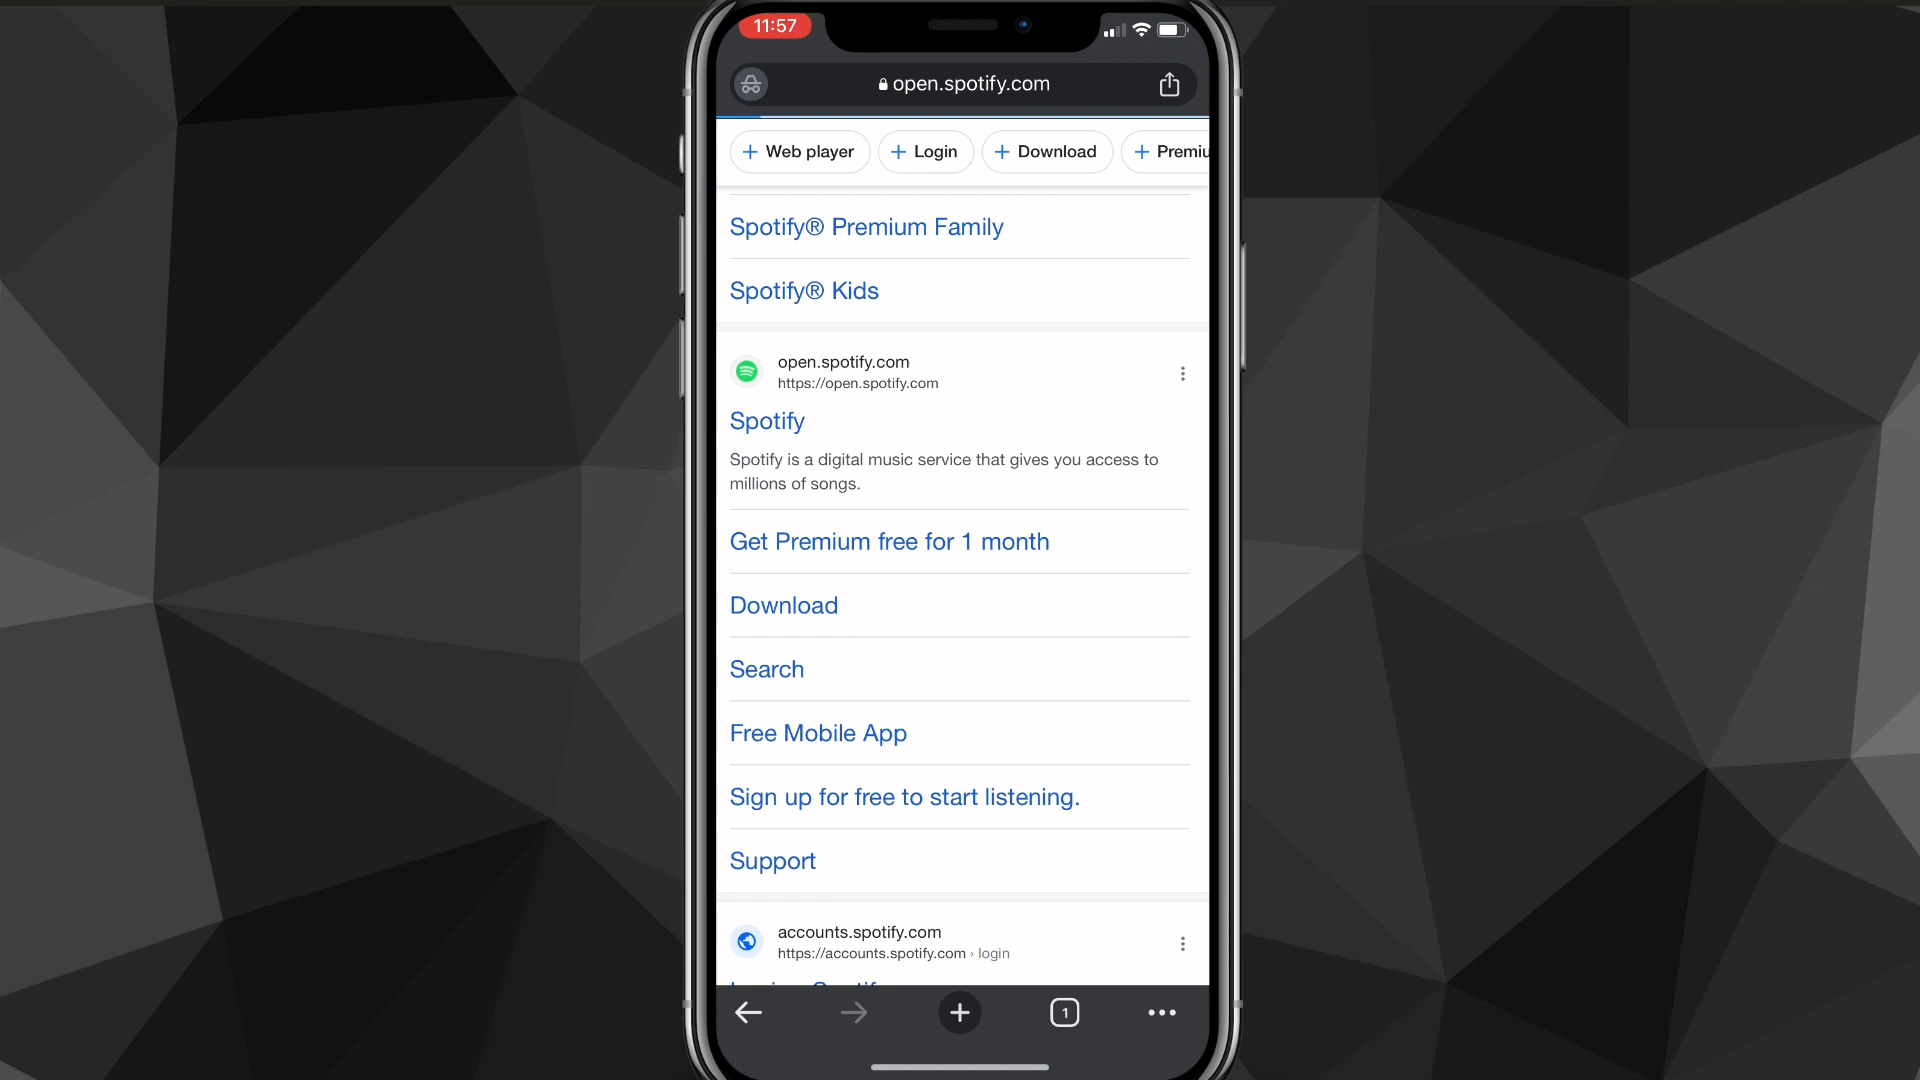 11:57
open.spotify.com
+ Web player
+ Login
+ Download
+ Premiu
Spotify® Premium Family
Spotify® Kids
open.spotify.com
https://open.spotify.com
Spotify
Spotify is a digital music service that gives you access to
millions of songs.
Get Premium free for 1 month
Download
Search
Free Mobile App
Sign up for free to start listening.
Support
accounts.spotify.com
https://accounts.spotify.com › login
1